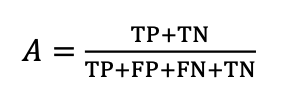 A = TP+TN / TP+FP+FN+TN